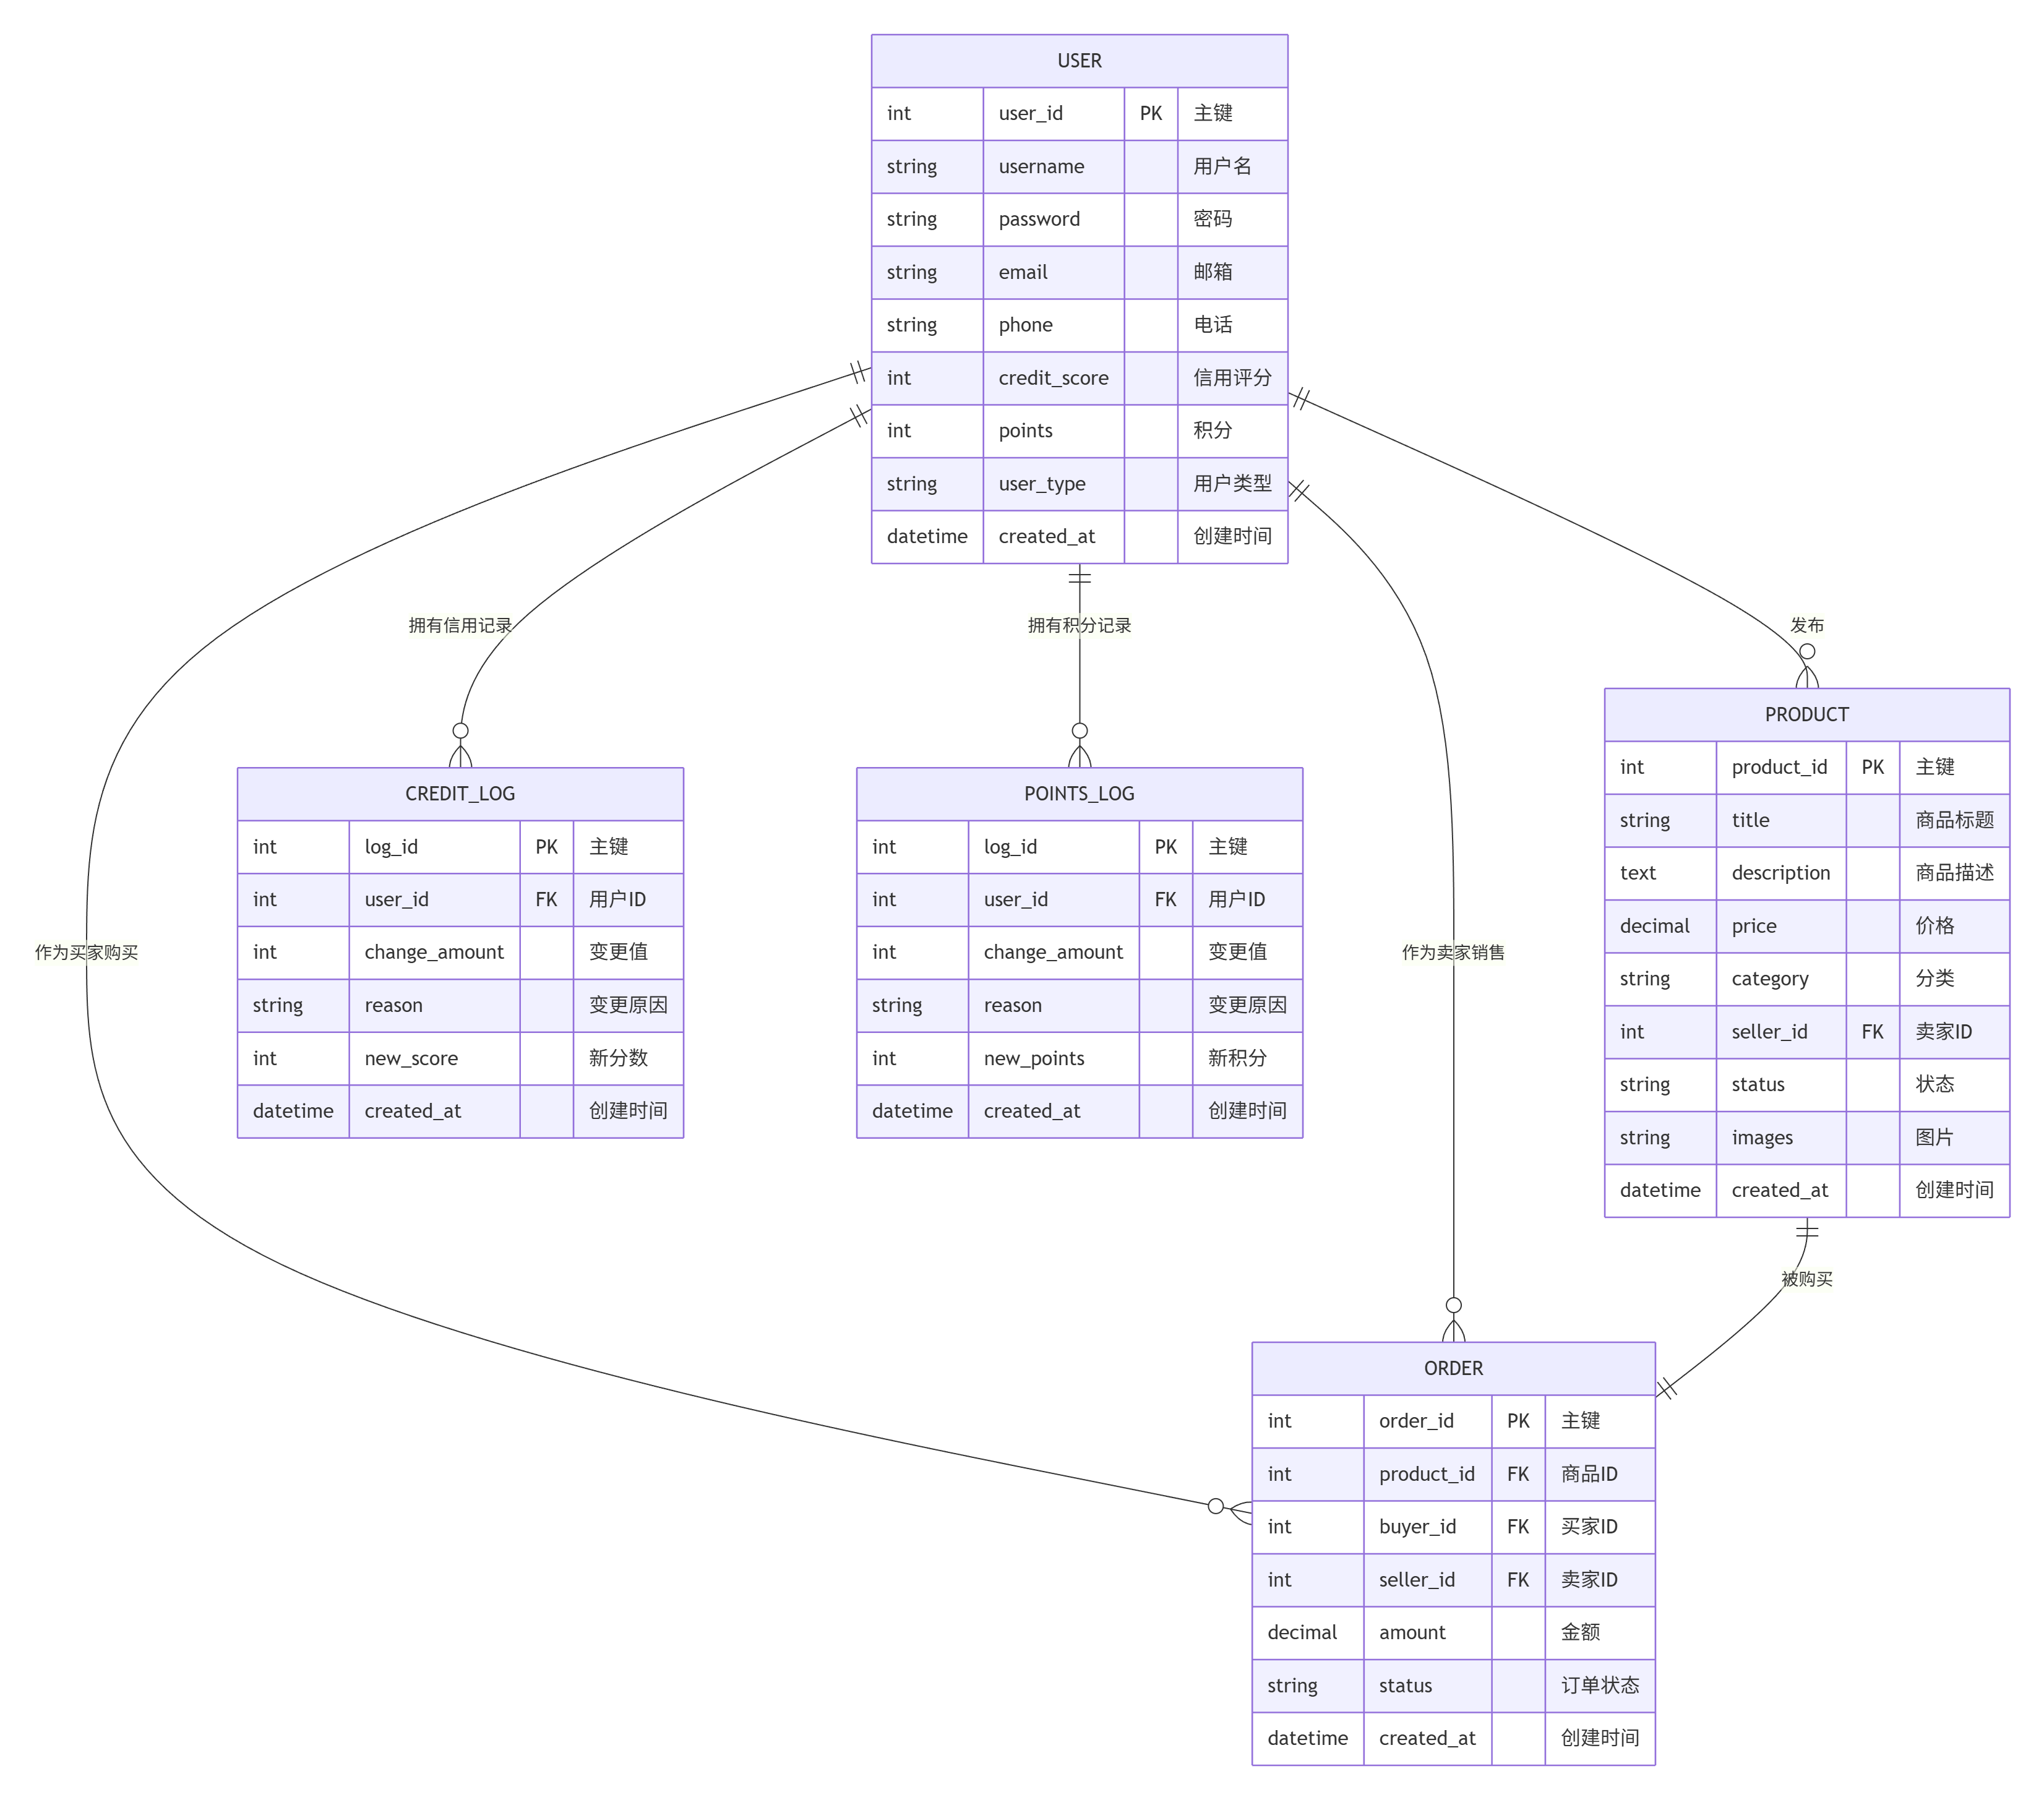 USER
int user_id PK 主键
string username 用户名
string password 密码
string email 邮箱
string phone 电话
int credit_score 信用评分
int points 积分
string user_type 用户类型
datetime created_at 创建时间
拥有信用记录
拥有积分记录
发布
作为买家购买
作为卖家销售
被购买
CREDIT_LOG
int log_id PK 主键
int user_id FK 用户ID
int change_amount 变更值
string reason 变更原因
int new_score 新分数
datetime created_at 创建时间
POINTS_LOG
int log_id PK 主键
int user_id FK 用户ID
int change_amount 变更值
string reason 变更原因
int new_points 新积分
datetime created_at 创建时间
PRODUCT
int product_id PK 主键
string title 商品标题
text description 商品描述
decimal price 价格
string category 分类
int seller_id FK 卖家ID
string status 状态
string images 图片
datetime created_at 创建时间
ORDER
int order_id PK 主键
int product_id FK 商品ID
int buyer_id FK 买家ID
int seller_id FK 卖家ID
decimal amount 金额
string status 订单状态
datetime created_at 创建时间